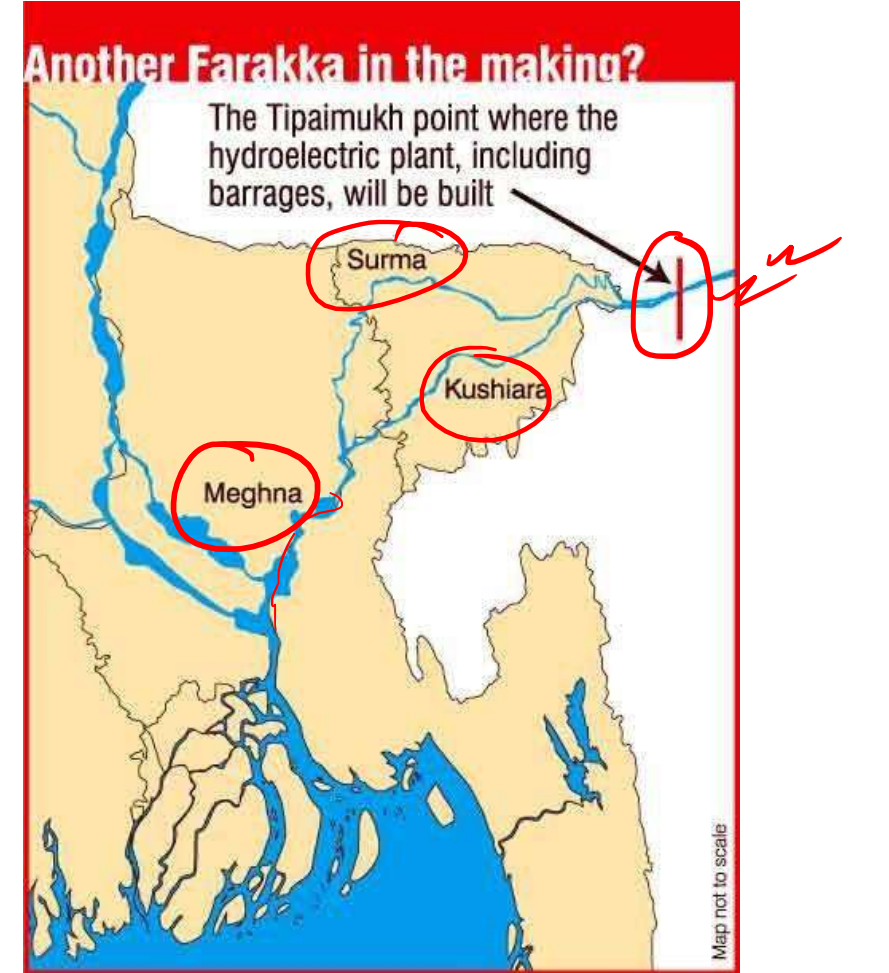 Another Farakka in the making?
The Tipaimukh point where the
hydroelectric plant, including
barrages, will be built
Surma
Kushiara
Meghna
Map not to scale